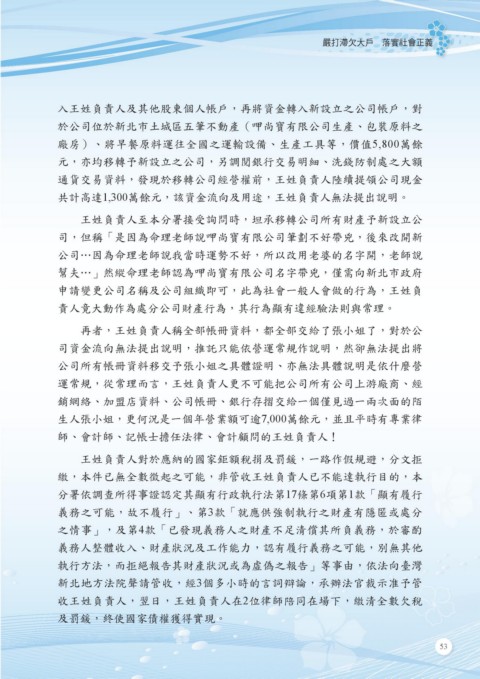 嚴打滯欠大戶　落實社會正義
入王姓負責人及其他股東個人帳戶，再將資金轉入新設立之公司帳戶，對
於公司位於新北市土城區五筆不動產（呷尚寶有限公司生產、包裝原料之
廠房）、將早餐原料運往全國之運輸設備、生產工具等，價值5,800萬餘
元，亦均移轉予新設立之公司，另調閱銀行交易明細、洗錢防制處之大額
通貨交易資料，發現於移轉公司經營權前，王姓負責人陸續提領公司現金
共計高達1,300萬餘元，該資金流向及用途，王姓負責人無法提出說明。
王姓負責人至本分署接受詢問時，坦承移轉公司所有財產予新設立公
司，但稱「是因為命理老師說呷尚寶有限公司筆劃不好帶兇，後來改開新
公司…因為命理老師說我當時運勢不好，所以改用老婆的名字開，老師說
幫夫…」然縱命理老師認為呷尚寶有限公司名字帶兇，僅需向新北市政府
申請變更公司名稱及公司組織即可，此為社會一般人會做的行為，王姓負
責人竟大動作為處分公司財產行為，其行為顯有違經驗法則與常理。
再者，王姓負責人稱全部帳冊資料，都全部交給了張小姐了，對於公
司資金流向無法提出說明，推託只能依營運常規作說明，然卻無法提出將
公司所有帳冊資料移交予張小姐之具體證明、亦無法具體說明是依什麼營
運常規，從常理而言，王姓負責人更不可能把公司所有公司上游廠商、經
銷網絡、加盟店資料、公司帳冊、銀行存摺交給一個僅見過一兩次面的陌
生人張小姐，更何況是一個年營業額可逾7,000萬餘元，並且平時有專業律
師、會計師、記帳士擔任法律、會計顧問的王姓負責人！
王姓負責人對於應納的國家鉅額稅捐及罰鍰，一路作假規避，分文拒
繳，本件已無全數徵起之可能，非管收王姓負責人已不能達執行目的，本
分署依調查所得事證認定其顯有行政執行法第17條第6項第1款「顯有履行
義務之可能，故不履行」、第3款「就應供強制執行之財產有隱匿或處分
之情事」，及第4款「已發現義務人之財產不足清償其所負義務，於審酌
義務人整體收入、財產狀況及工作能力，認有履行義務之可能，別無其他
執行方法，而拒絕報告其財產狀況或為虛偽之報告」等事由，依法向臺灣
新北地方法院聲請管收，經3個多小時的言詞辯論，承辦法官裁示准予管
收王姓負責人，翌日，王姓負責人在2位律師陪同在場下，繳清全數欠稅
及罰鍰，終使國家債權獲得實現。
53